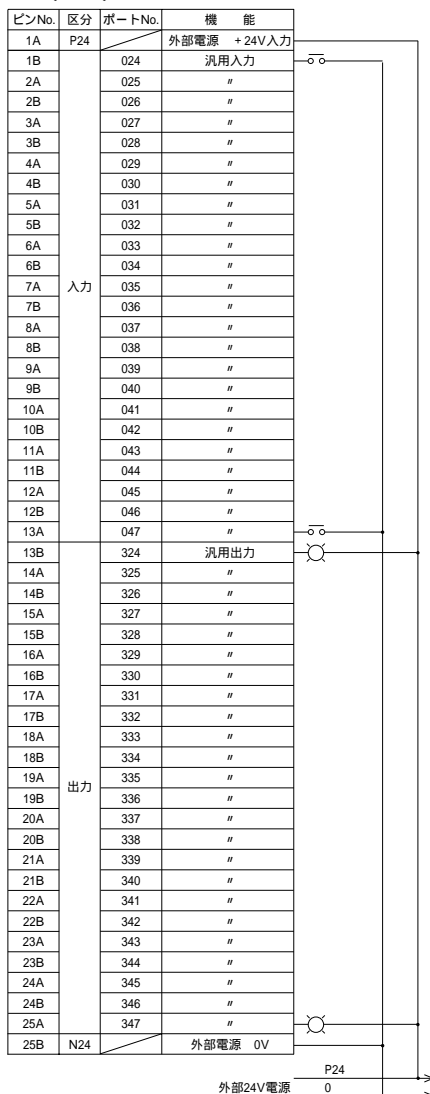 ピンNo. 区分 ポートNo. 機 能
1A P24 外部電源 +24V入力
1B 024 汎用入力
2A 025 〃
2B 026 〃
3A 027 〃
3B 028 〃
4A 029 〃
4B 030 〃
5A 031 〃
5B 032 〃
6A 033 〃
6B 034 〃
7A 入力 035 〃
7B 036 〃
8A 037 〃
8B 038 〃
9A 039 〃
9B 040 〃
10A 041 〃
10B 042 〃
11A 043 〃
11B 044 〃
12A 045 〃
12B 046 〃
13A 047 〃
13B 324 汎用出力
14A 325 〃
14B 326 〃
15A 327 〃
15B 328 〃
16A 329 〃
16B 330 〃
17A 331 〃
17B 332 〃
18A 333 〃
18B 334 〃
19A 出力 335 〃
19B 336 〃
20A 337 〃
20B 338 〃
21A 339 〃
21B 340 〃
22A 341 〃
22B 342 〃
23A 343 〃
23B 344 〃
24A 345 〃
24B 346 〃
25A 347 〃
25B N24 外部電源 0V
P24
外部24V電源 0